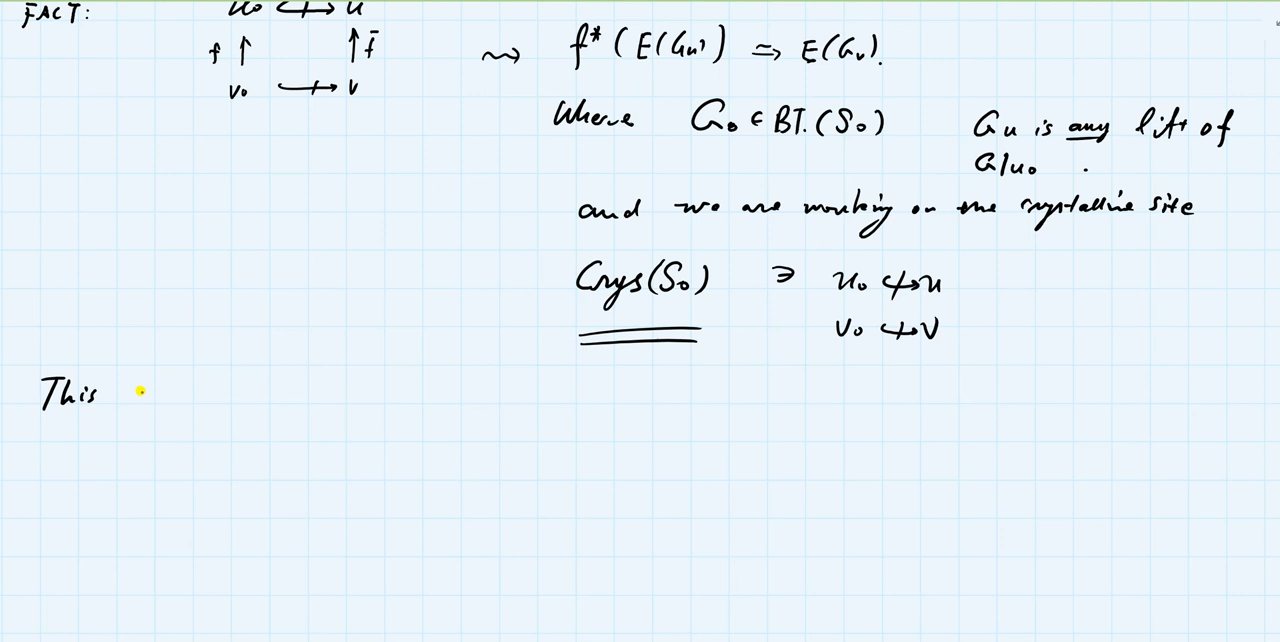 FACT: U₀ ↪ U
f ↑ ↑ f̄ ⇝ f*(E(G_U)) ⇒ E(G_V).
V₀ ↪ V
Where G₀ ∈ BT.(S₀) G_U is any lift of
G|U₀ .
and we are working on the crystalline site
Crys(S₀) ∋ U₀ ↪ U
V₀ ↪ V
This